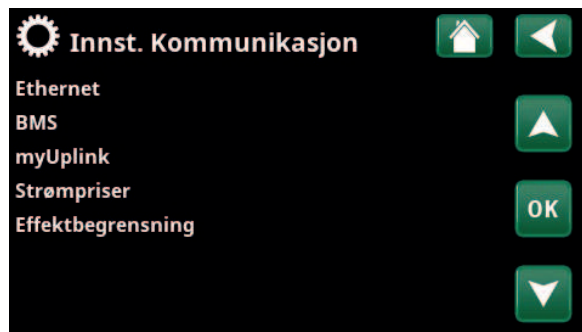 Innst. Kommunikasjon
Ethernet
BMS
myUplink
Strømpriser
OK
Effektbegrensning